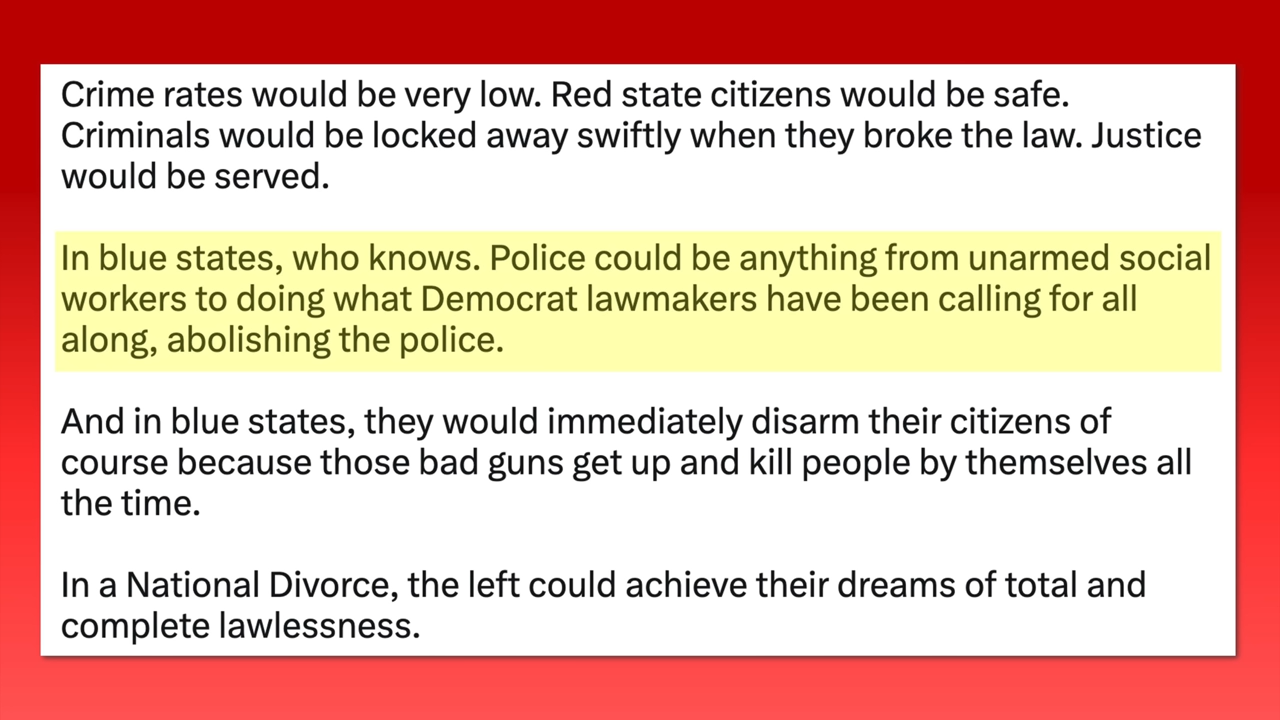 Crime rates would be very low. Red state citizens would be safe.
Criminals would be locked away swiftly when they broke the law. Justice
would be served.
In blue states, who knows. Police could be anything from unarmed social
workers to doing what Democrat lawmakers have been calling for all
along, abolishing the police.
And in blue states, they would immediately disarm their citizens of
course because those bad guns get up and kill people by themselves all
the time.
In a National Divorce, the left could achieve their dreams of total and
complete lawlessness.